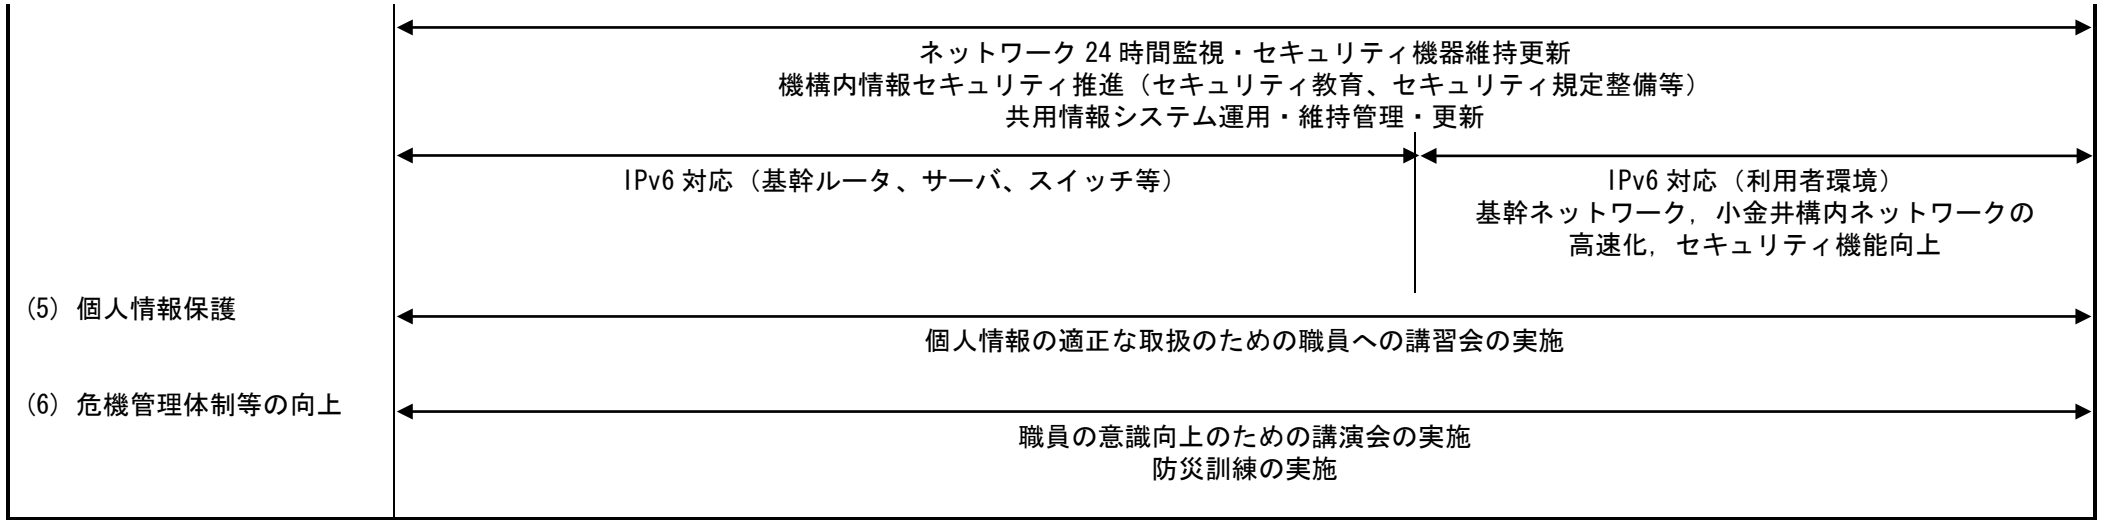 ネットワーク 24 時間監視・セキュリティ機器維持更新
機構内情報セキュリティ推進（セキュリティ教育、セキュリティ規定整備等）
共用情報システム運用・維持管理・更新
IPv6 対応（基幹ルータ、サーバ、スイッチ等）
IPv6 対応（利用者環境）
基幹ネットワーク，小金井構内ネットワークの
高速化，セキュリティ機能向上
(5) 個人情報保護
個人情報の適正な取扱のための職員への講習会の実施
(6) 危機管理体制等の向上
職員の意識向上のための講演会の実施
防災訓練の実施